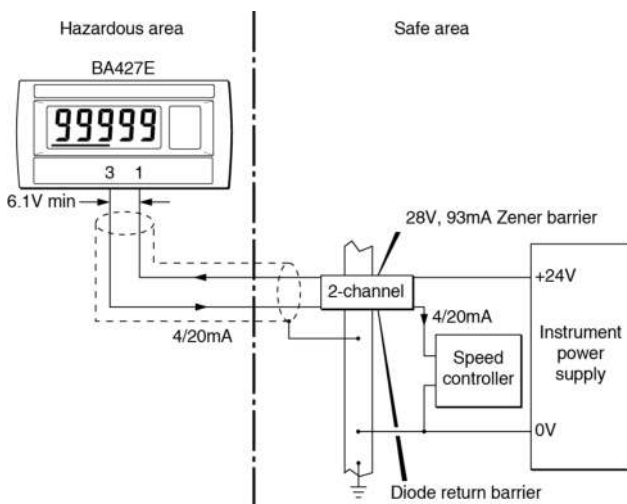 Hazardous area
Safe area
BA427E
99999
3 1
6.1V min
28V, 93mA Zener barrier
2-channel
+24V
4/20mA
4/20mA
Speed
controller
Instrument
power
supply
0V
Diode return barrier